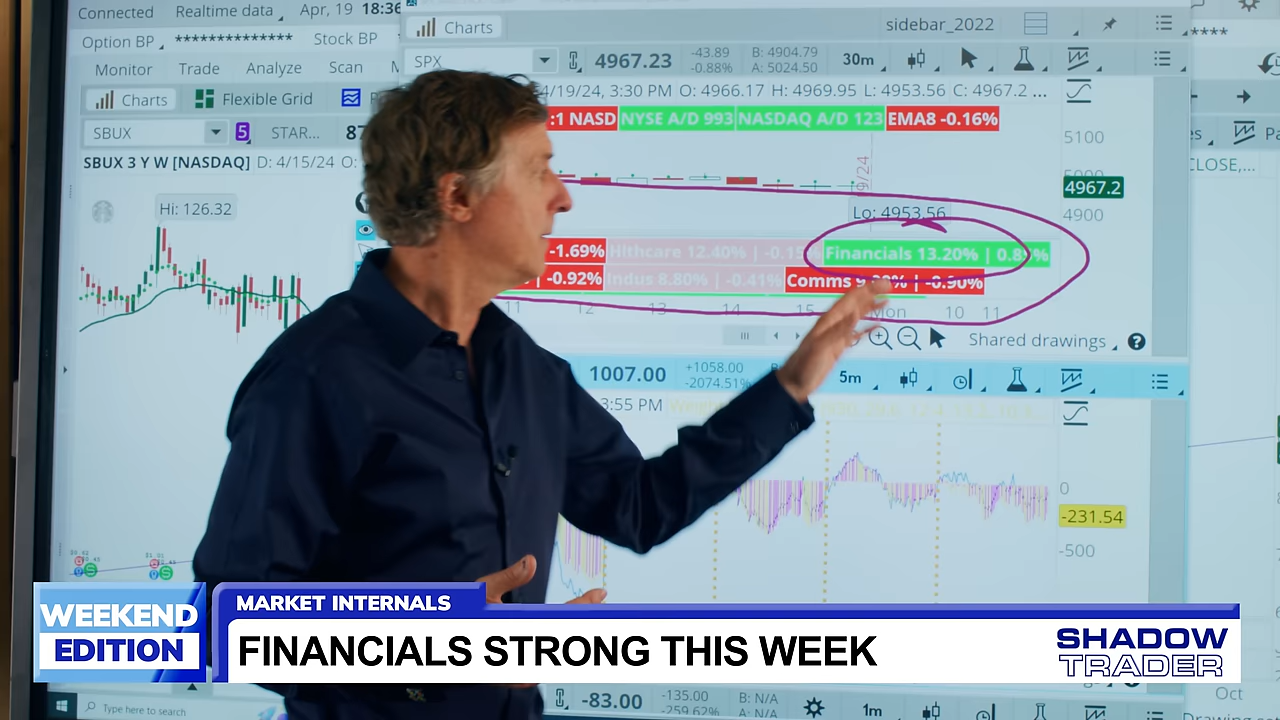 Connected Realtime data Apr, 19 18:36
Option BP ************** Stock BP
Monitor Trade Analyze Scan
Charts Flexible Grid
SBUX 5 STAR... 87
SBUX 3 Y W [NASDAQ] D: 4/15/24 O:
Hi: 126.32
Charts
sidebar_2022
****
SPX 4967.23 -43.89 B: 4904.79 30m
-0.88% A: 5024.50
4/19/24, 3:30 PM O: 4966.17 H: 4969.95 L: 4953.56 C: 4967.2 ...
:1 NASD NYSE A/D 993 NASDAQ A/D 123 EMA8 -0.16%
5100
4967.2
4900
9/24
CLOSE,...
Lo: 4953.56
-1.69% Hlthcare 12.40% | Financials 13.20% |
| -0.92% Indus 8.80% | -0.41% Comms | -0.90%
11 12 13 14 15 Mon 10 11
Shared drawings
1007.00 +1058.00 5m
-2074.51%
3:55 PM
0
-231.54
-500
WEEKEND
EDITION
MARKET INTERNALS
FINANCIALS STRONG THIS WEEK
SHADOW
TRADER
Type here to search
-83.00 -135.00 B: N/A 1m
-259.62% A: N/A
Oct